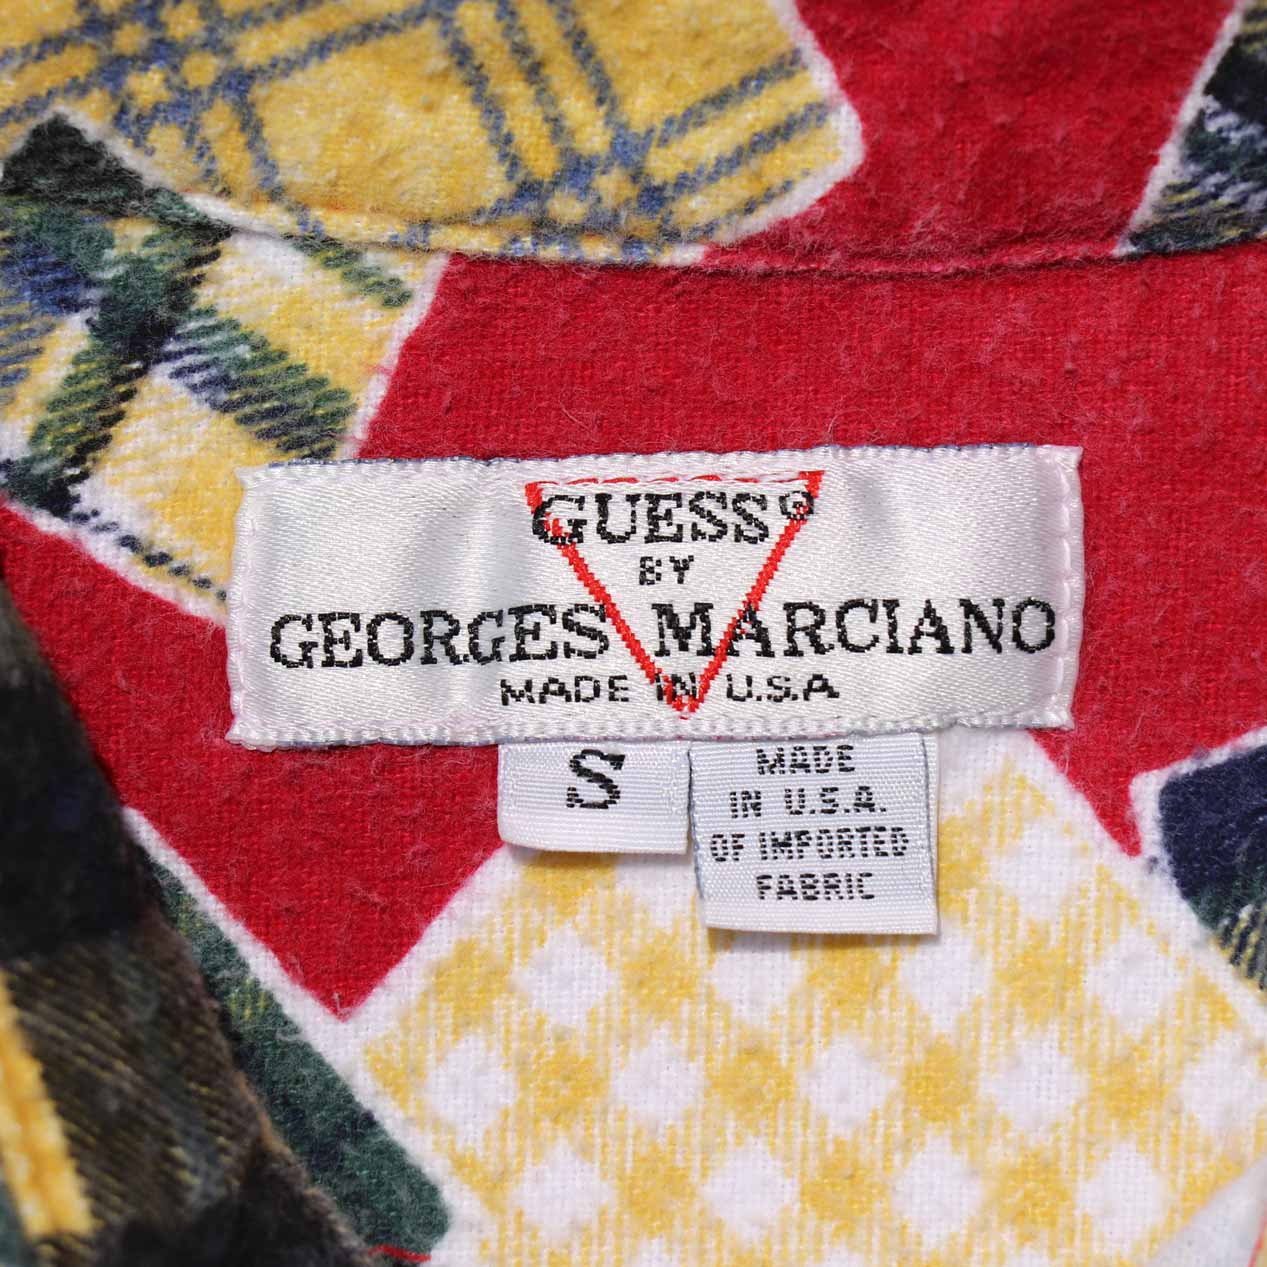 GUESS®
BY
GEORGES MARCIANO
MADE IN U.S.A
S
MADE
IN U.S.A.
OF IMPORTED
FABRIC